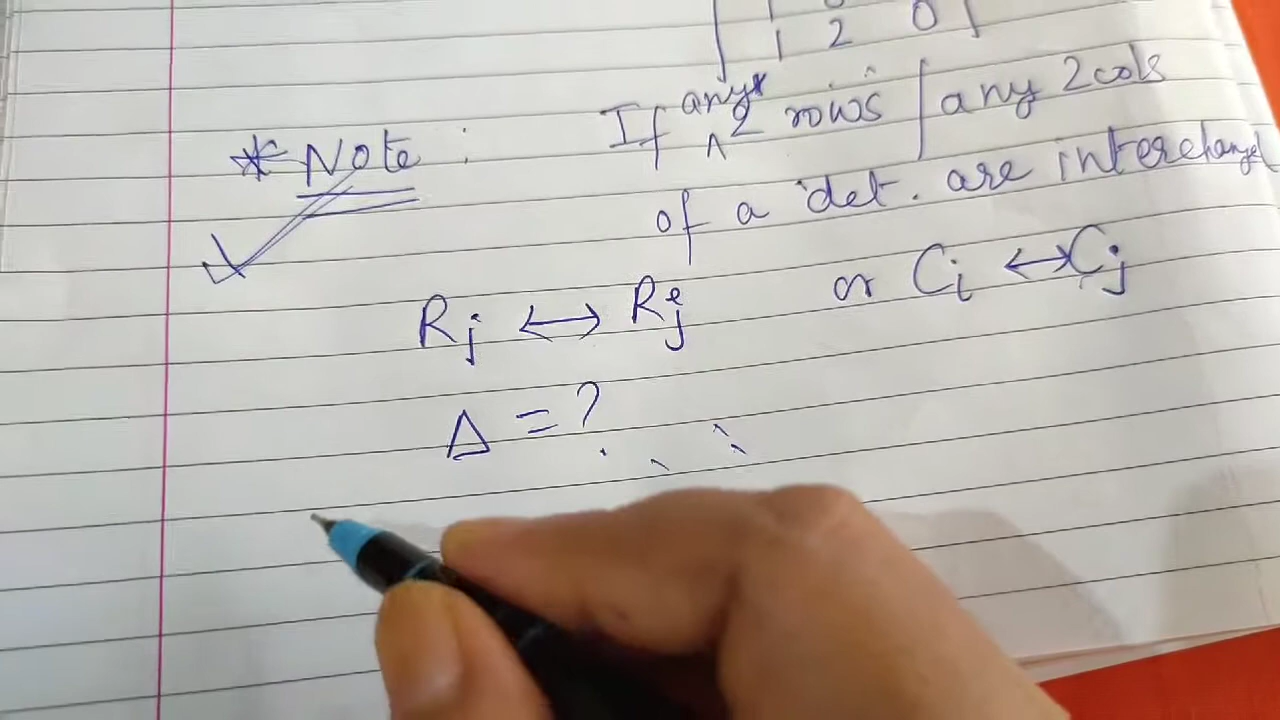 1 2 0
* Note : If any 2 rows / any 2 cols
of a det. are interchanged
Rj ↔ Rj or Ci ↔ Cj
Δ = ?